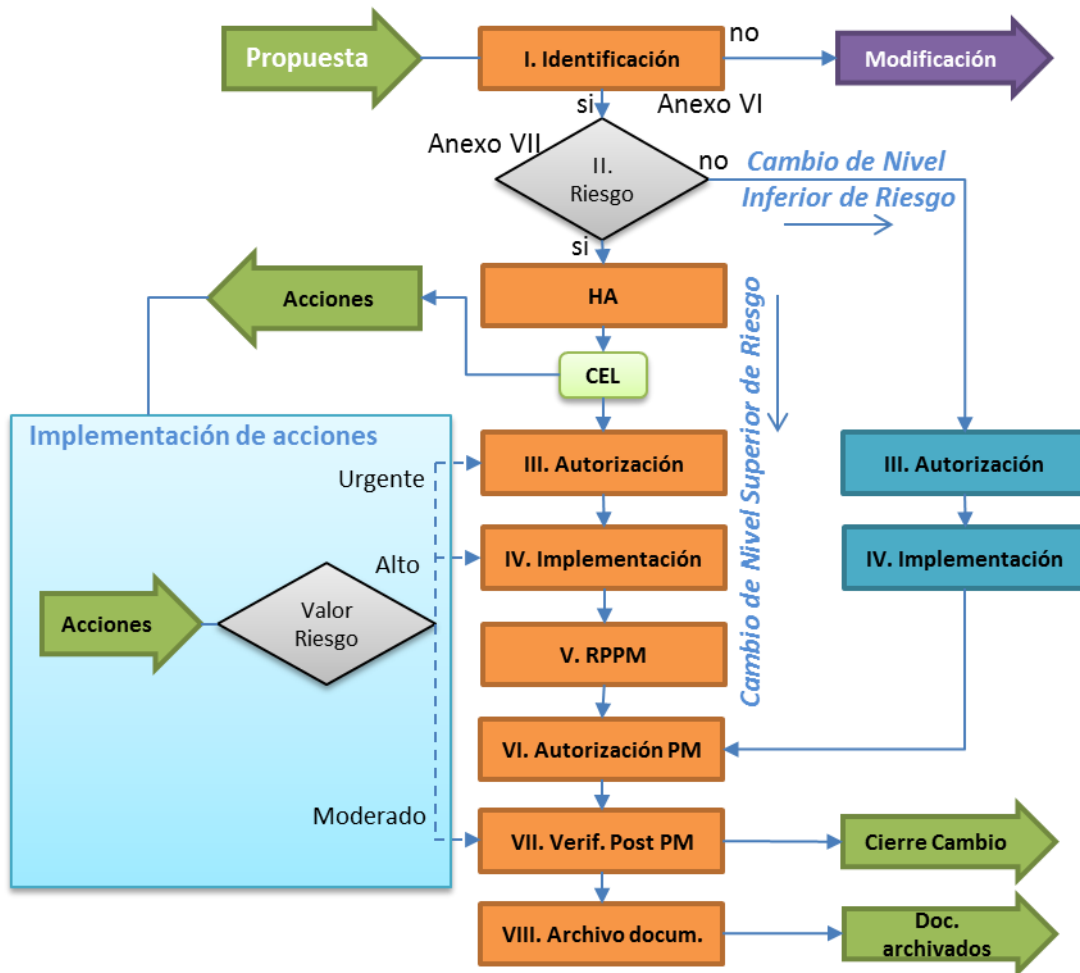 Propuesta
I. Identificación
no
Modificación
si
Anexo VI
Anexo VII
II.
Riesgo
no
Cambio de Nivel
Inferior de Riesgo
si
HA
Acciones
CEL
Cambio de Nivel Superior de Riesgo
Implementación de acciones
Urgente
III. Autorización
III. Autorización
Alto
IV. Implementación
IV. Implementación
Acciones
Valor
Riesgo
V. RPPM
VI. Autorización PM
Moderado
VII. Verif. Post PM
Cierre Cambio
VIII. Archivo docum.
Doc.
archivados